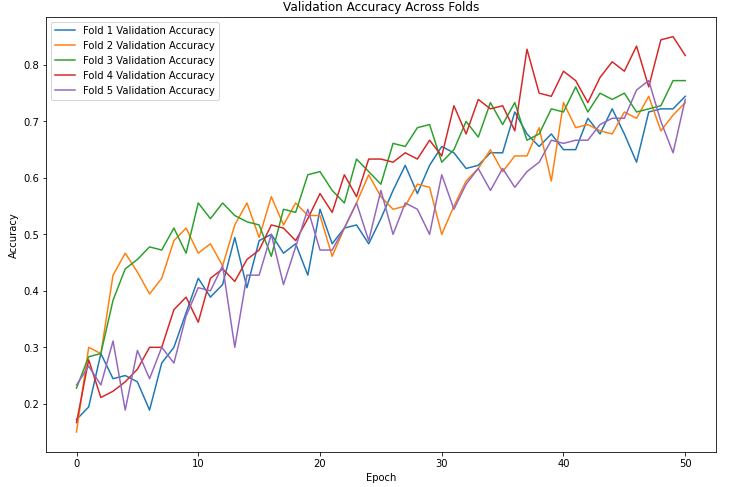 Validation Accuracy Across Folds
Fold 1 Validation Accuracy
Fold 2 Validation Accuracy
Fold 3 Validation Accuracy
Fold 4 Validation Accuracy
Fold 5 Validation Accuracy
Accuracy
0.8
0.7
0.6
0.5
0.4
0.3
0.2
0
10
20
30
40
50
Epoch